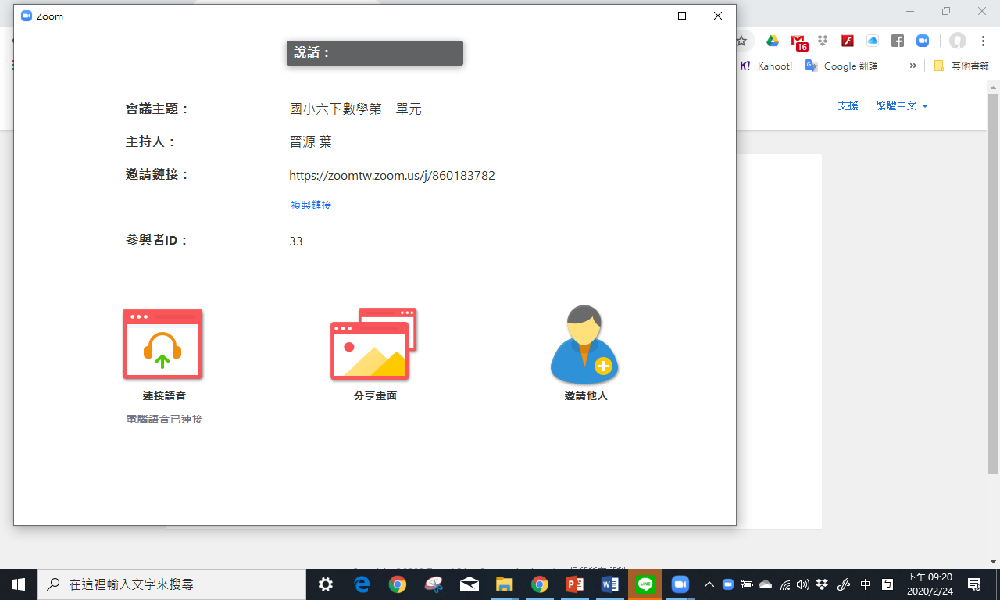 Zoom
說話：
會議主題：
國小六下數學第一單元
主持人：
晉源 葉
邀請鏈接：
https://zoomtw.zoom.us/j/860183782
複製鏈接
參與者ID：
33
連接語音
分享畫面
邀請他人
電腦語音已連接
16
Kahoot!
Google 翻譯
»
其他書籤
支援
繁體中文
在這裡輸入文字來搜尋
中
下午 09:20
2020/2/24